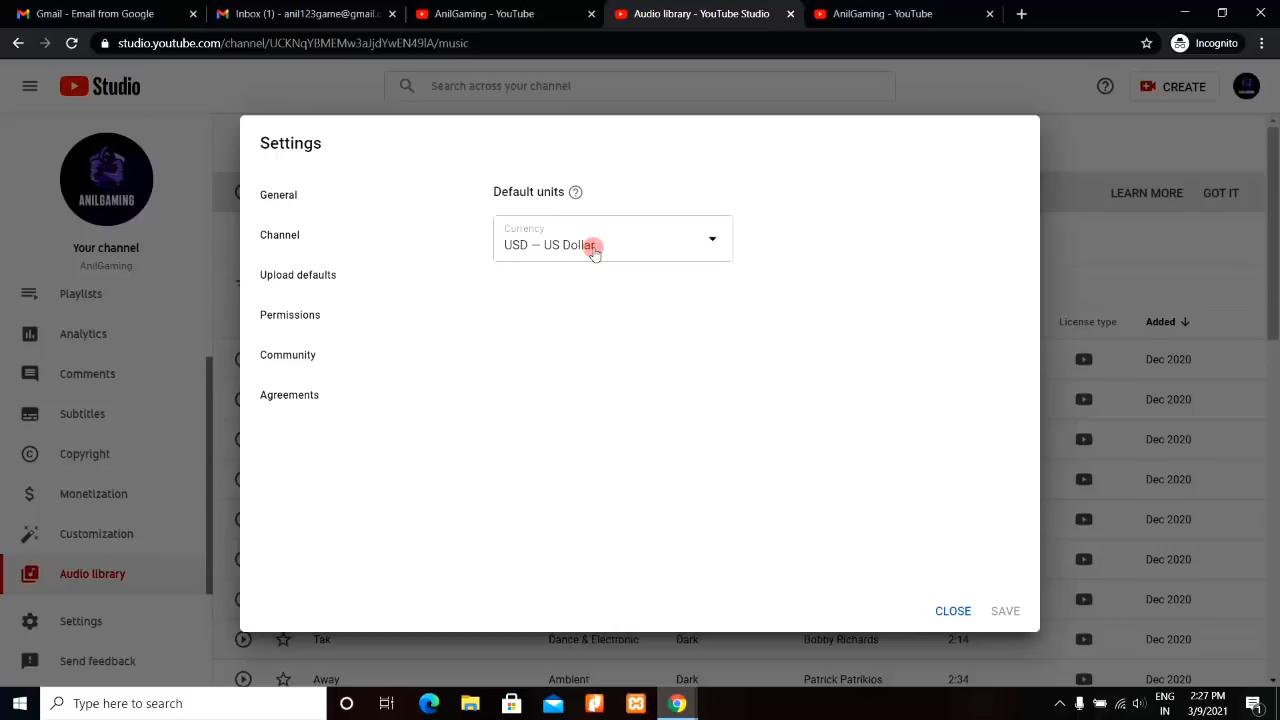 Gmail - Email from Google
Inbox (1) - anil123game@gmail.c
AnilGaming - YouTube
Audio library - YouTube Studio
AnilGaming - YouTube
studio.youtube.com/channel/UCKNqYBMEMw3aJjdYwEN49lA/music
Incognito
Studio
Search across your channel
CREATE
Settings
General
Default units
LEARN MORE
GOT IT
ANILGAMING
Currency
USD — US Dollar
Channel
Your channel
AnilGaming
Upload defaults
Playlists
Permissions
License type
Added
Analytics
Community
Dec 2020
Comments
Agreements
Dec 2020
Subtitles
Dec 2020
Copyright
Dec 2020
Monetization
Dec 2020
Customization
Dec 2020
Audio library
Dec 2020
CLOSE
SAVE
Settings
Tak
Dance & Electronic
Dark
Bobby Richards
2:14
Dec 2020
Send feedback
Away
Ambient
Dark
Patrick Patrikios
2:34
Dec 2020
Type here to search
ENG
IN
2:27 PM
3/9/2021